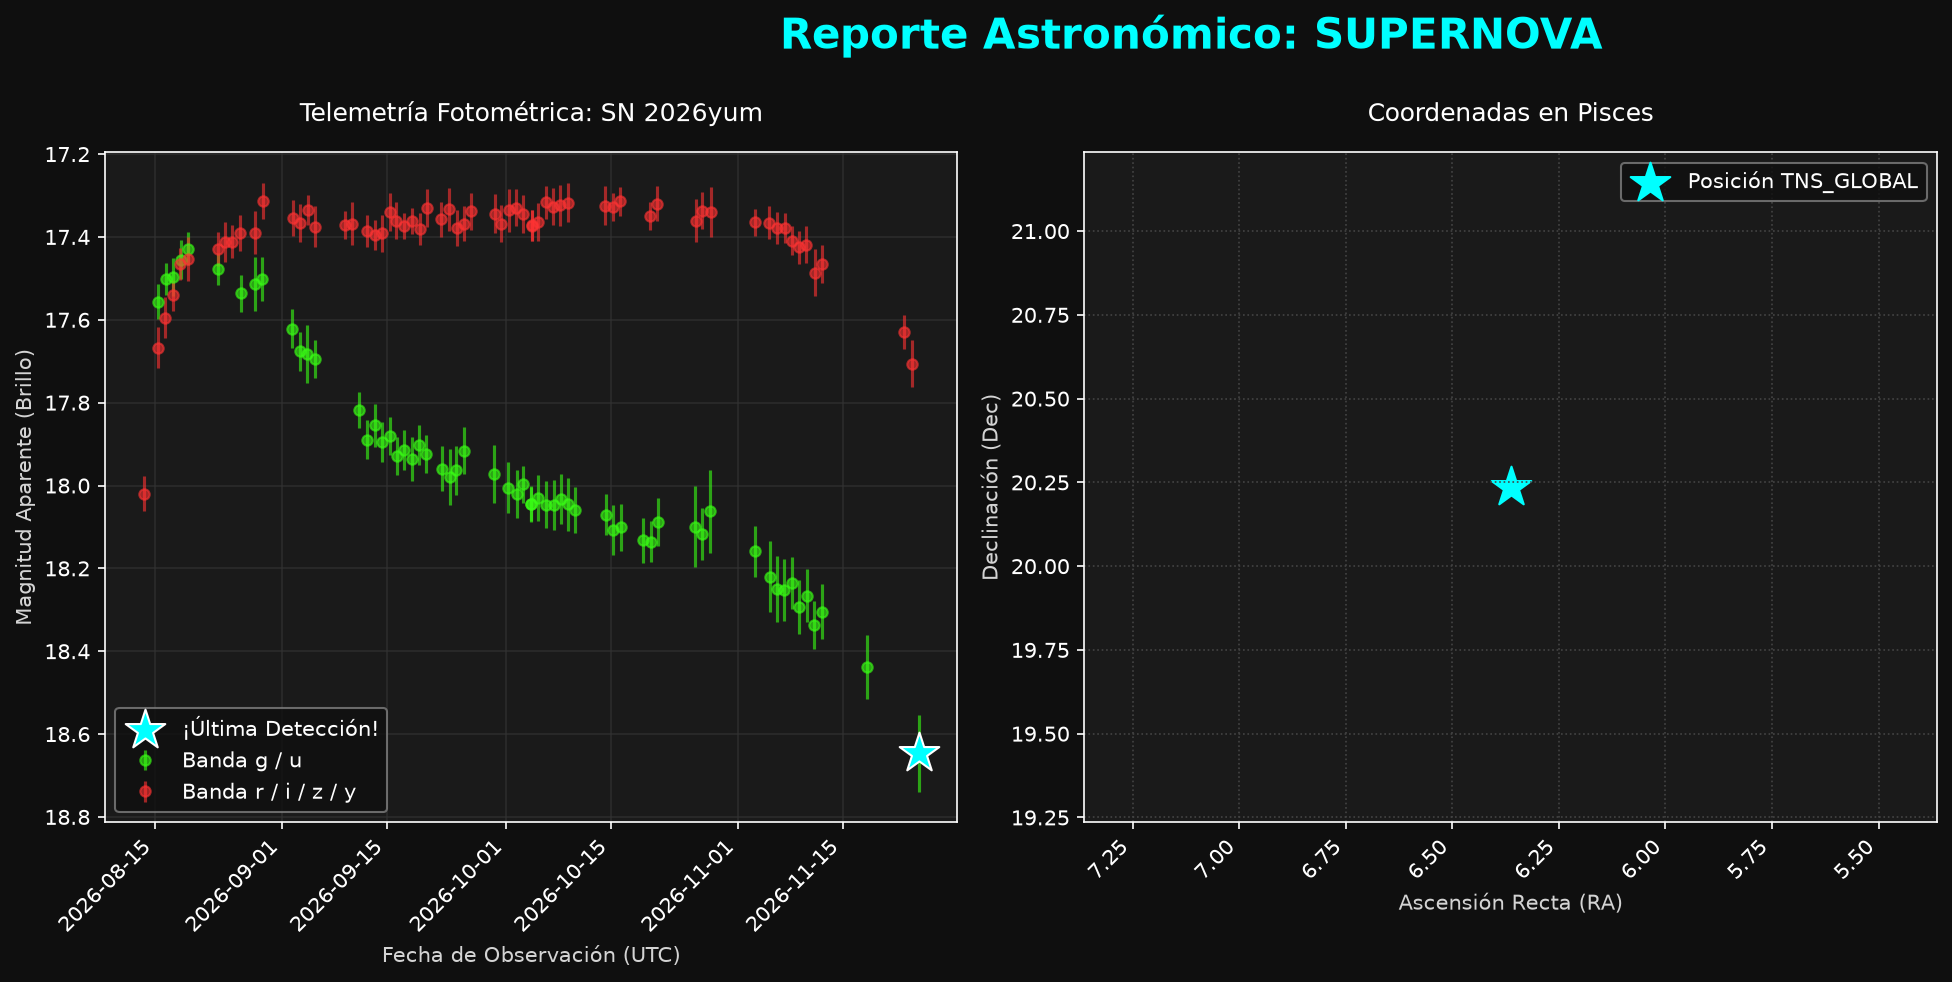 Reporte Astronómico: SUPERNOVA
Telemetría Fotométrica: SN 2026yum
Magnitud Aparente (Brillo)
17.2
17.4
17.6
17.8
18.0
18.2
18.4
18.6
18.8
¡Última Detección!
Banda g / u
Banda r / i / z / y
2026-08-15
2026-09-01
2026-09-15
2026-10-01
2026-10-15
2026-11-01
2026-11-15
Fecha de Observación (UTC)
Coordenadas en Pisces
Posición TNS_GLOBAL
Declinación (Dec)
21.00
20.75
20.50
20.25
20.00
19.75
19.50
19.25
7.25
7.00
6.75
6.50
6.25
6.00
5.75
5.50
Ascensión Recta (RA)